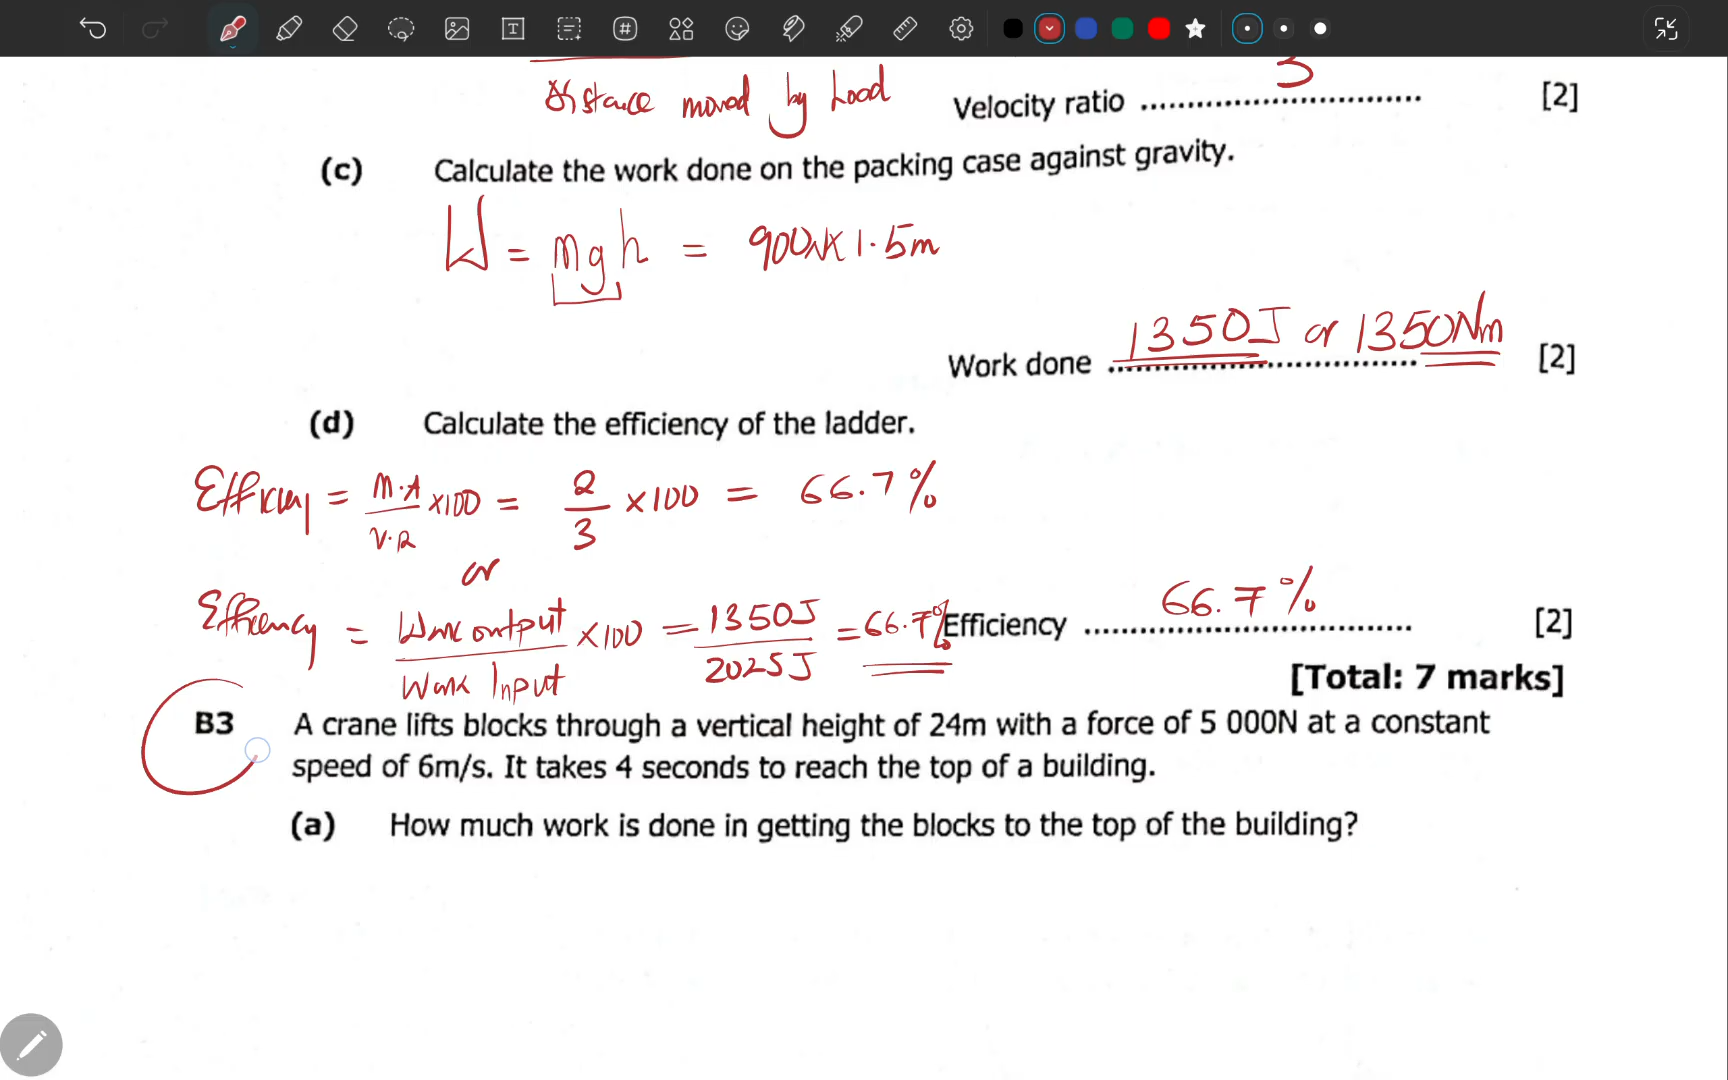 distance moved by Load
Velocity ratio ........ 3 [2]
(c) Calculate the work done on the packing case against gravity.
W = mgh = 900N X 1.5m
Work done 1350J or 1350Nm [2]
(d) Calculate the efficiency of the ladder.
= M.A / V.R ×100 = 2/3 ×100 = 66.7%
or
Efficiency = Work output / Work Input ×100 = 1350J / 2025J = 66.7%
Efficiency ........ 66.7% [2]
[Total: 7 marks]
B3 A crane lifts blocks through a vertical height of 24m with a force of 5 000N at a constant
speed of 6m/s. It takes 4 seconds to reach the top of a building.
(a) How much work is done in getting the blocks to the top of the building?